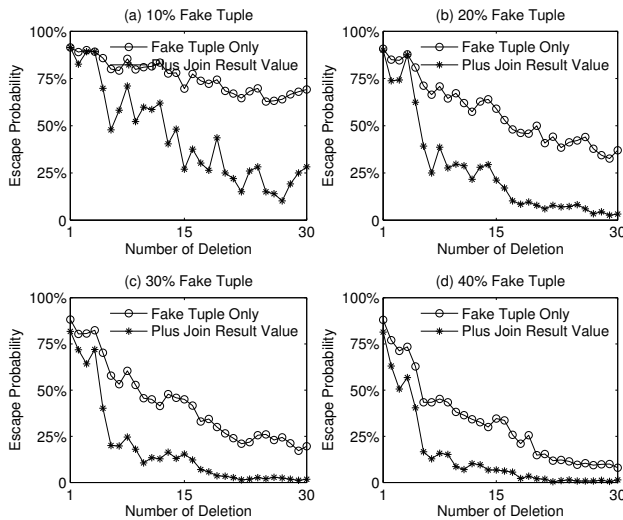 (a) 10% Fake Tuple
100%
75%
50%
25%
0
Escape Probability
Fake Tuple Only
Plus Join Result Value
1
15
30
Number of Deletion
(b) 20% Fake Tuple
100%
75%
50%
25%
0
Escape Probability
Fake Tuple Only
Plus Join Result Value
1
15
30
Number of Deletion
(c) 30% Fake Tuple
100%
75%
50%
25%
0
Escape Probability
Fake Tuple Only
Plus Join Result Value
1
15
30
Number of Deletion
(d) 40% Fake Tuple
100%
75%
50%
25%
0
Escape Probability
Fake Tuple Only
Plus Join Result Value
1
15
30
Number of Deletion